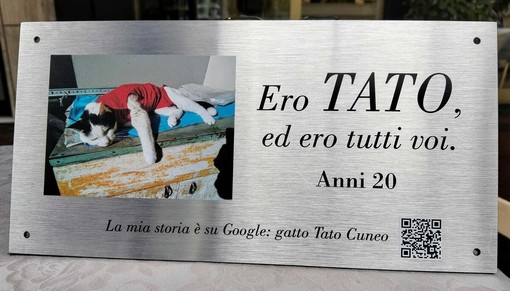 Ero TATO,
ed ero tutti voi.
Anni 20
La mia storia è su Google: gatto Tato Cuneo